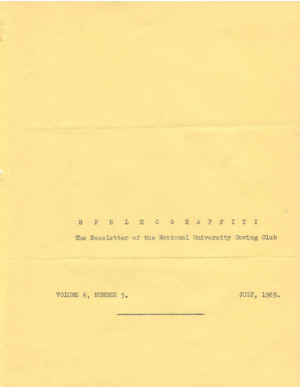 S P E L E O G R A F F I T I
The Newsletter of the National University Caving Club
VOLUME 6, NUMBER 3. JULY, 1969.